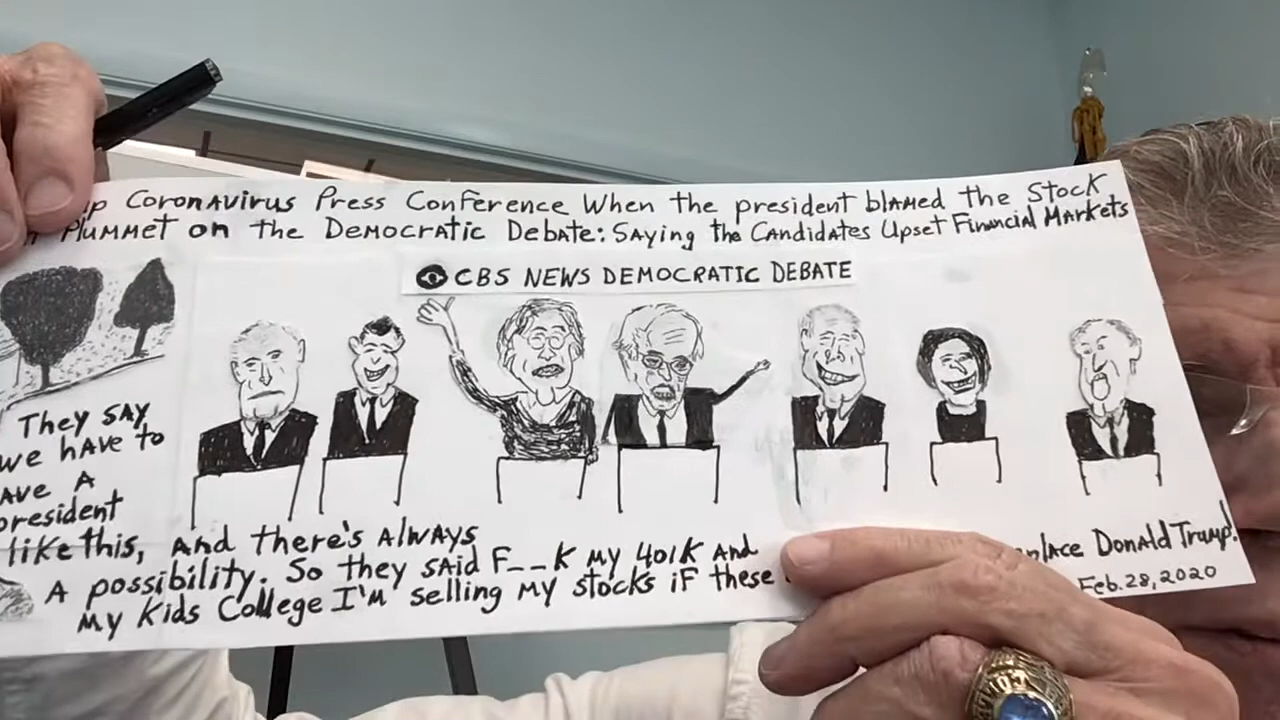 Coronavirus Press Conference When the president blamed the Stock
Plummet on the Democratic Debate: Saying the Candidates Upset Financial Markets
CBS NEWS DEMOCRATIC DEBATE
They say
we have to
have a
president
like this, and there's always
a possibility. So they said F__k my 401K and
my kids College I'm selling my stocks if these
Donald Trump!
Feb. 28, 2020